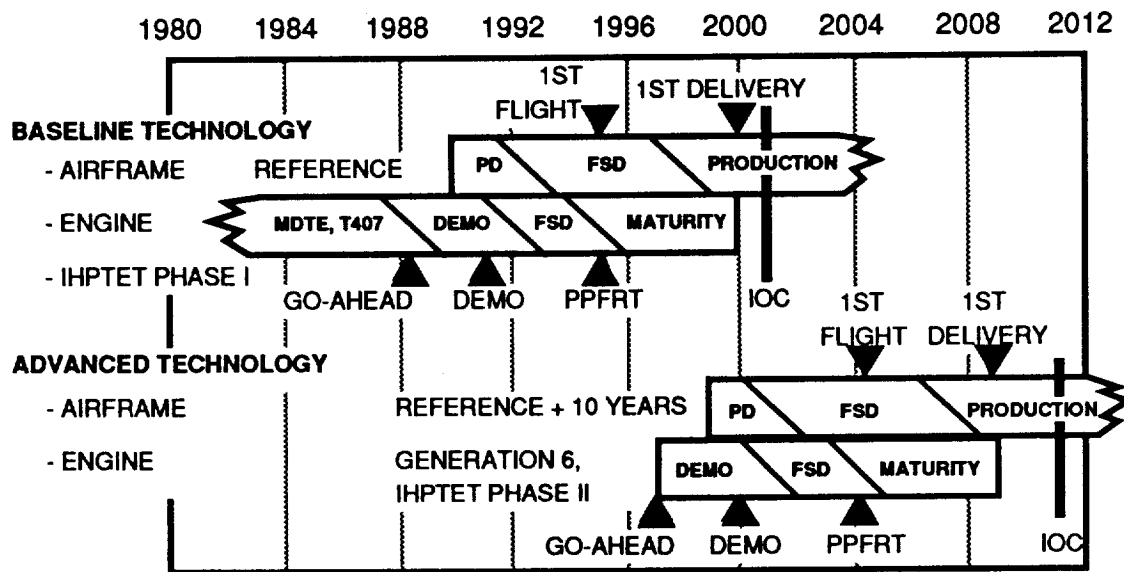 1980 1984 1988 1992 1996 2000 2004 2008 2012
1ST
FLIGHT
1ST DELIVERY
BASELINE TECHNOLOGY
- AIRFRAME REFERENCE PD FSD PRODUCTION
- ENGINE MDTE, T407 DEMO FSD MATURITY
- IHPTET PHASE I
GO-AHEAD DEMO PPFRT IOC
1ST
FLIGHT
1ST
DELIVERY
ADVANCED TECHNOLOGY
- AIRFRAME REFERENCE + 10 YEARS PD FSD PRODUCTION
- ENGINE GENERATION 6,
IHPTET PHASE II
DEMO FSD MATURITY
GO-AHEAD DEMO PPFRT IOC